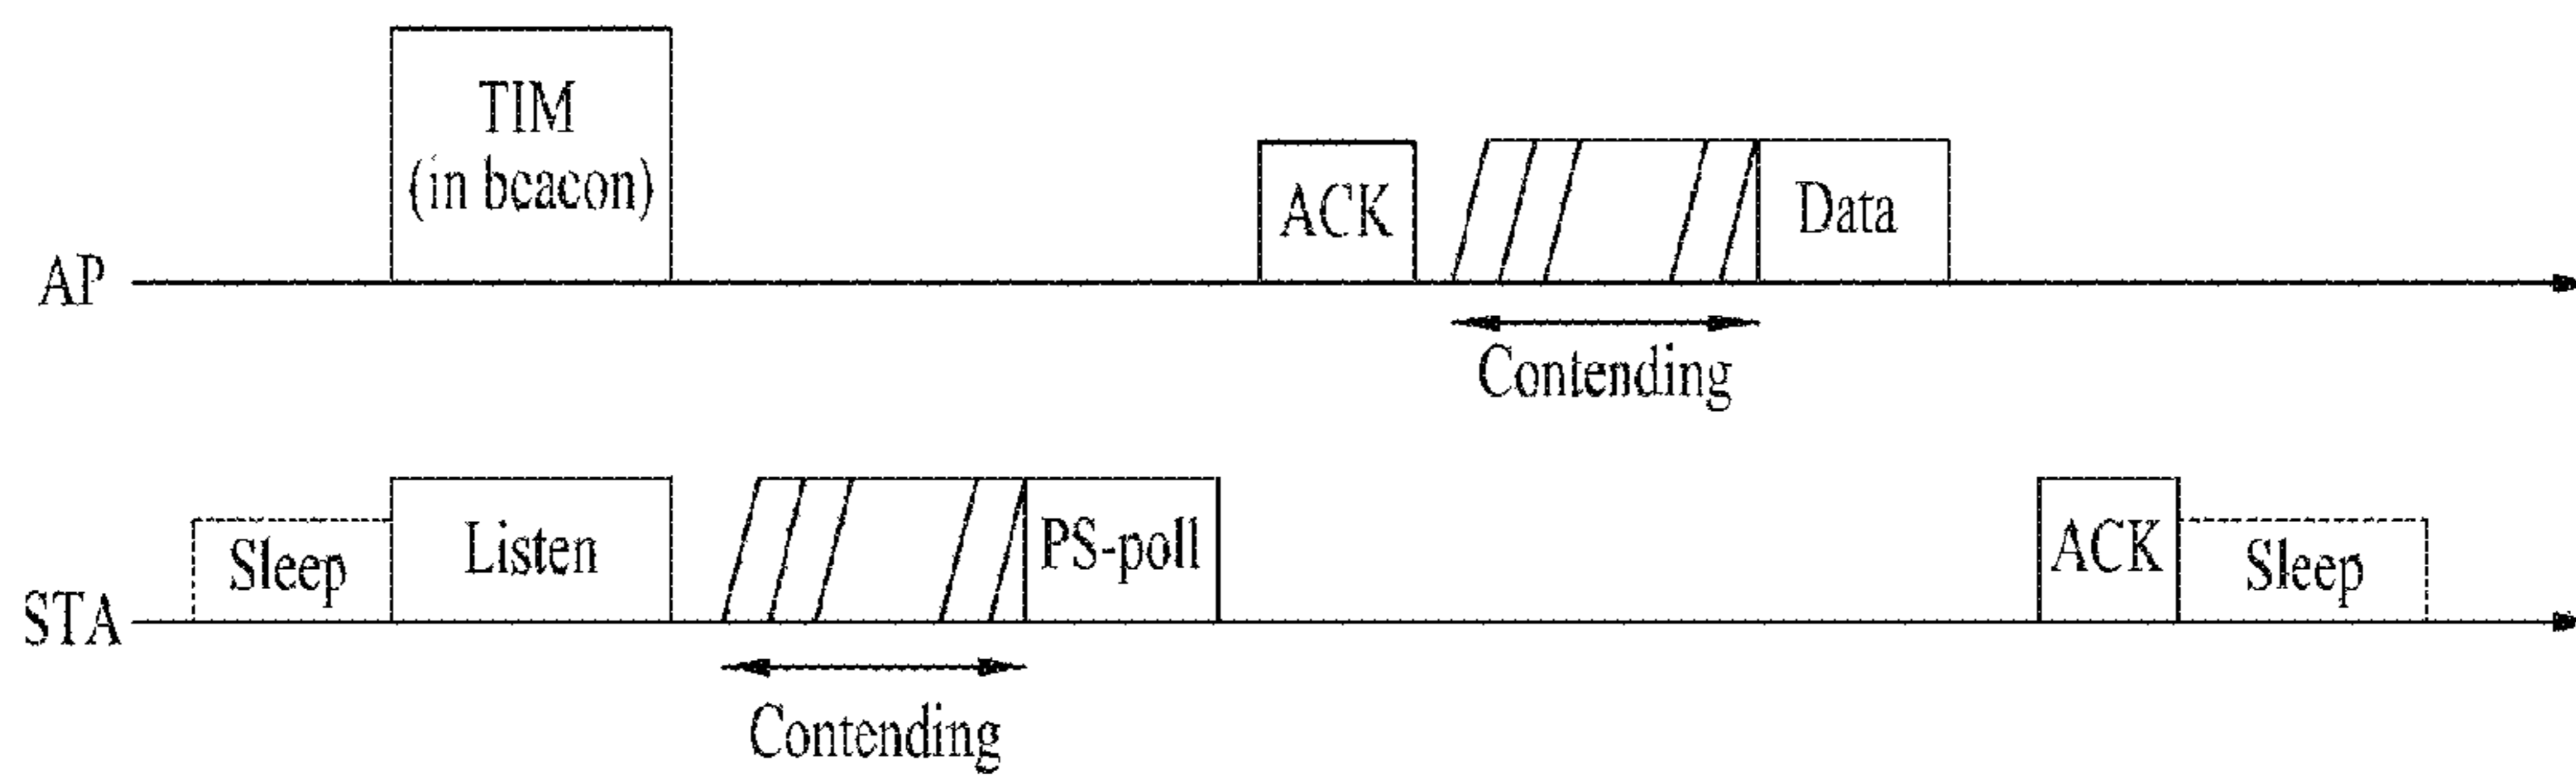 TIM
(in bcacon)
ACK
Data
AP
Contending
Sleep
Listen
PS-poll
ACK
Sleep
STA
Contending